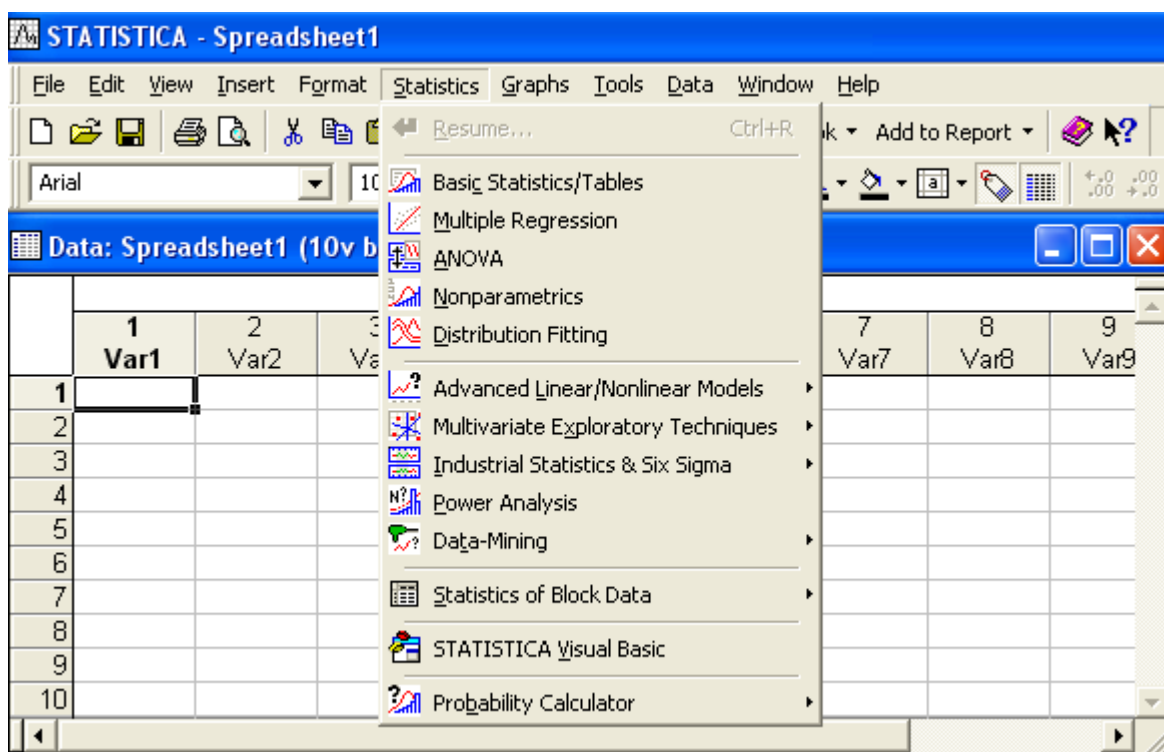 STATISTICA - Spreadsheet1
File Edit View Insert Format Statistics Graphs Tools Data Window Help
Resume... Ctrl+R
Add to Report
Arial 10
Basic Statistics/Tables
Multiple Regression
ANOVA
Nonparametrics
Distribution Fitting
Advanced Linear/Nonlinear Models
Multivariate Exploratory Techniques
Industrial Statistics & Six Sigma
Power Analysis
Data-Mining
Statistics of Block Data
STATISTICA Visual Basic
Probability Calculator
Data: Spreadsheet1 (10v b
1 2 3 7 8 9
Var1 Var2 Va Var7 Var8 Var9
1
2
3
4
5
6
7
8
9
10